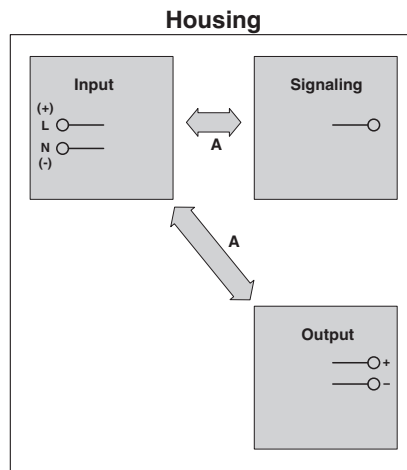 Housing
Input
(+)
L
N
(-)
A
Signaling
A
Output
+
–